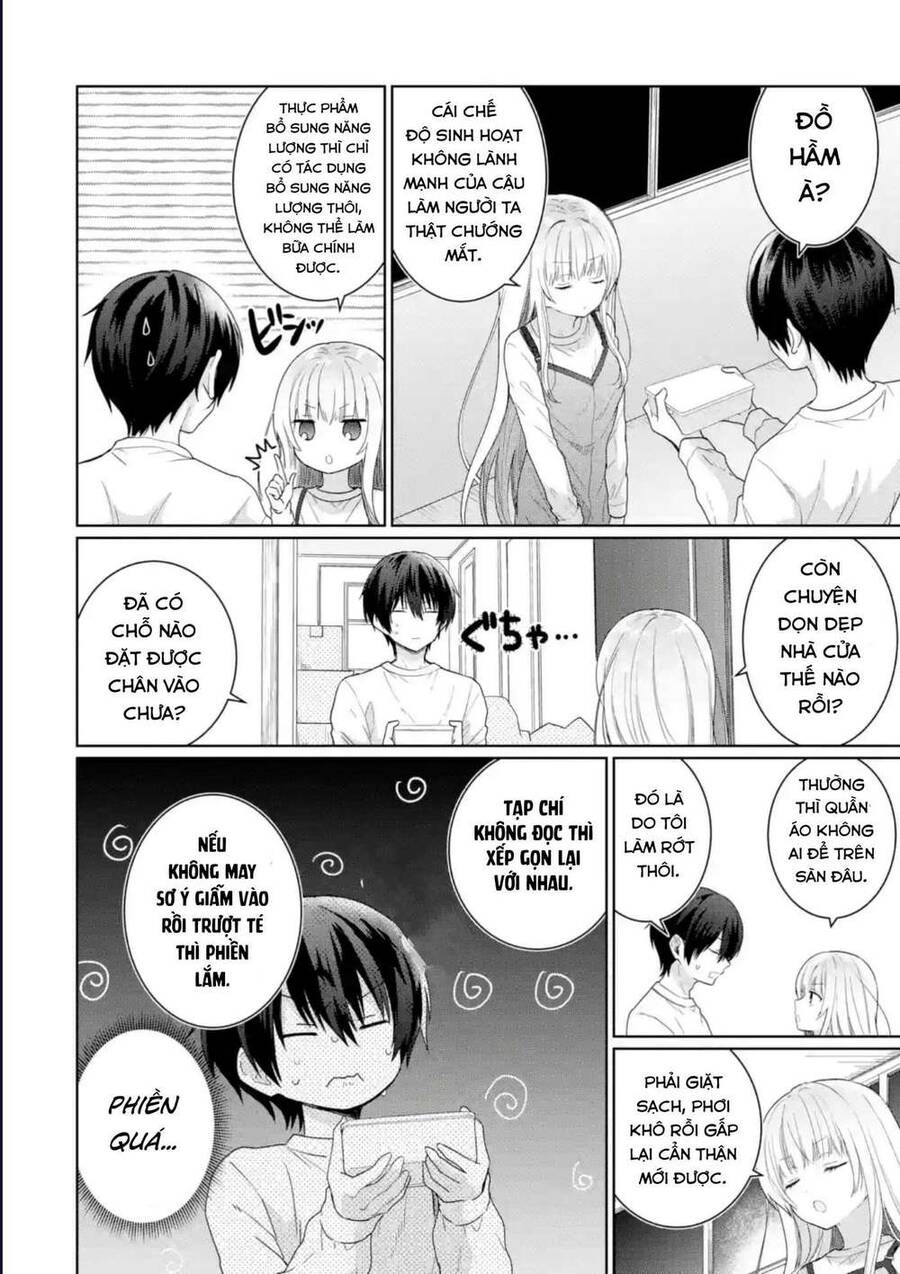 ĐỒ
HẦM
À?
CÁI CHẾ
ĐỘ SINH HOẠT
KHÔNG LÀNH
MẠNH CỦA CẬU
LÀM NGƯỜI TA
THẬT CHƯỚNG
MẮT.
THỰC PHẨM
BỔ SUNG NĂNG
LƯỢNG THÌ CHỈ
CÓ TÁC DỤNG
BỔ SUNG NĂNG
LƯỢNG THÔI,
KHÔNG THỂ LÀM
BỮA CHÍNH
ĐƯỢC.
ビシッ
CÒN
CHUYỆN
DỌN DẸP
NHÀ CỬA
THẾ NÀO
RỒI?
ぐちゃ...
ĐÃ CÓ
CHỖ NÀO
ĐẶT ĐƯỢC
CHÂN VÀO
CHƯA?
THƯỜNG
THÌ QUẦN
ÁO KHÔNG
AI ĐỂ TRÊN
SÀN ĐÂU.
ĐÓ LÀ
DO TÔI
LÀM RỚT
THÔI.
PHẢI GIẶT
SẠCH, PHƠI
KHÔ RỒI GẤP
LẠI CẨN THẬN
MỚI ĐƯỢC.
TẠP CHÍ
KHÔNG ĐỌC THÌ
XẾP GỌN LẠI
VỚI NHAU.
NẾU
KHÔNG MAY
SƠ Ý GIẪM VÀO
RỒI TRƯỢT TÉ
THÌ PHIỀN
LẮM.
PHIỀN
QUÁ...